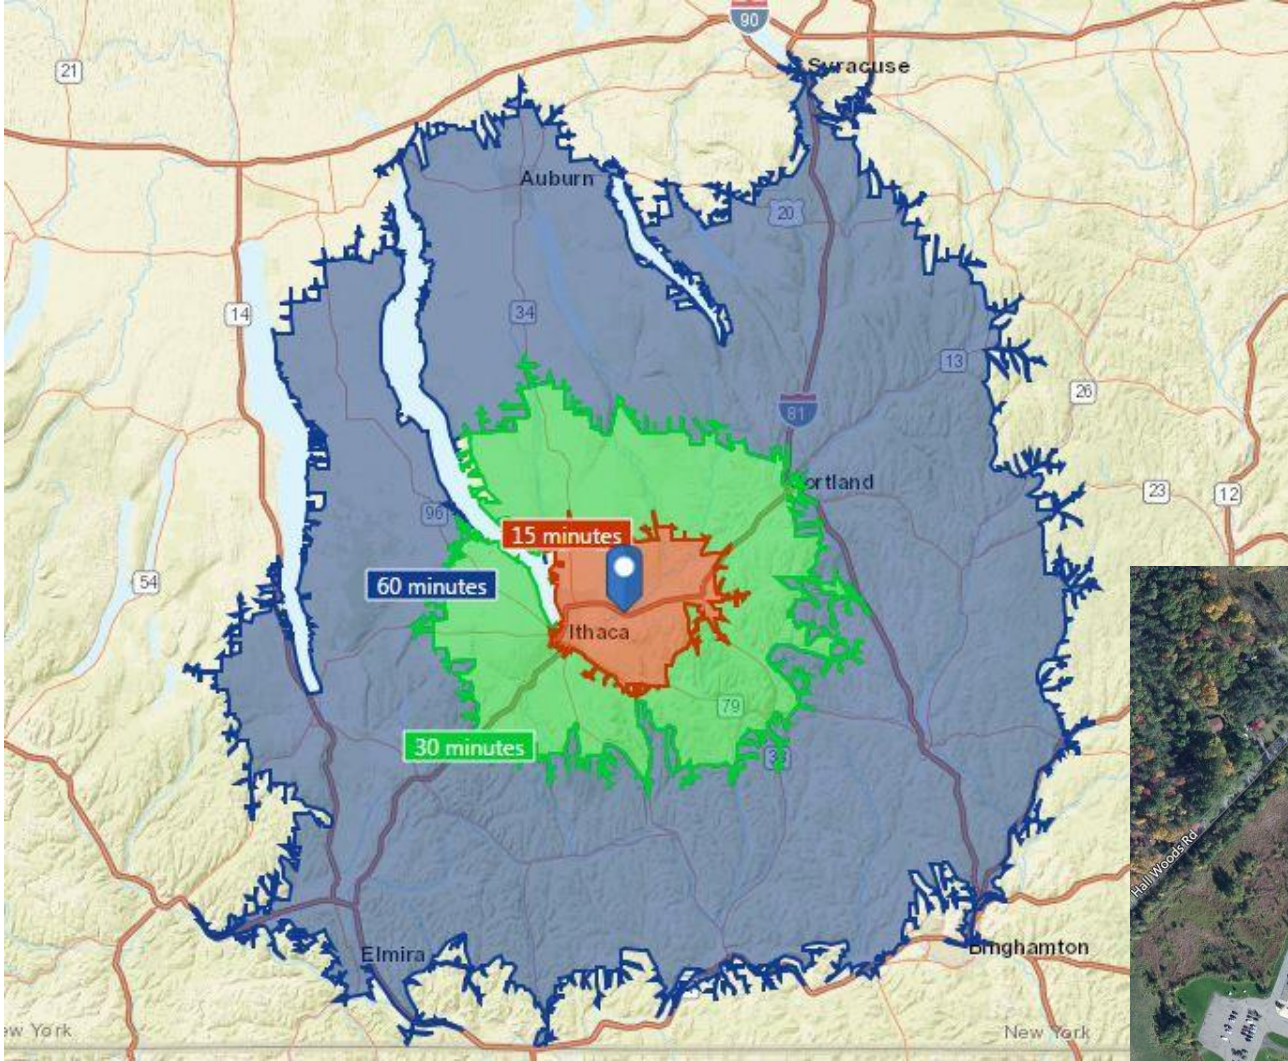 90
Syracuse
21
Auburn
20
34
14
13
81
26
ortland
96
23
12
15 minutes
54
60 minutes
Ithaca
79
30 minutes
Hall Woods Rd
Elmira
Binghamton
ew York
New York